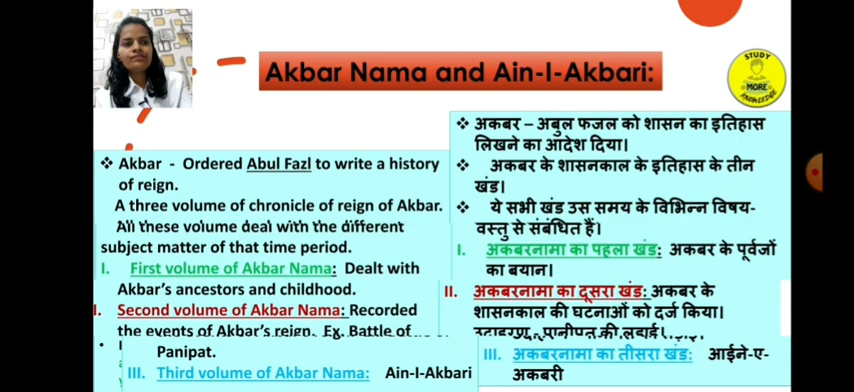 Akbar Nama and Ain-I-Akbari:
STUDY
MORE
KNOWLEDGE
❖ Akbar - Ordered Abul Fazl to write a history
of reign.
A three volume of chronicle of reign of Akbar.
All these volume deal with the different
subject matter of that time period.
I. First volume of Akbar Nama: Dealt with
Akbar's ancestors and childhood.
I. Second volume of Akbar Nama: Recorded
the events of Akbar's reign. Ex. Battle of
Panipat.
III. Third volume of Akbar Nama: Ain-I-Akbari
❖ अकबर – अबुल फजल को शासन का इतिहास
लिखने का आदेश दिया।
❖ अकबर के शासनकाल के इतिहास के तीन
खंड।
❖ ये सभी खंड उस समय के विभिन्न विषय-
वस्तु से संबंधित हैं।
I. अकबरनामा का पहला खंड: अकबर के पूर्वजों
का बयान।
II. अकबरनामा का दूसरा खंड: अकबर के
शासनकाल की घटनाओं को दर्ज किया।
उदाहरण - पानीपत की लड़ाई।
III. अकबरनामा का तीसरा खंड: आईने-ए-
अकबरी